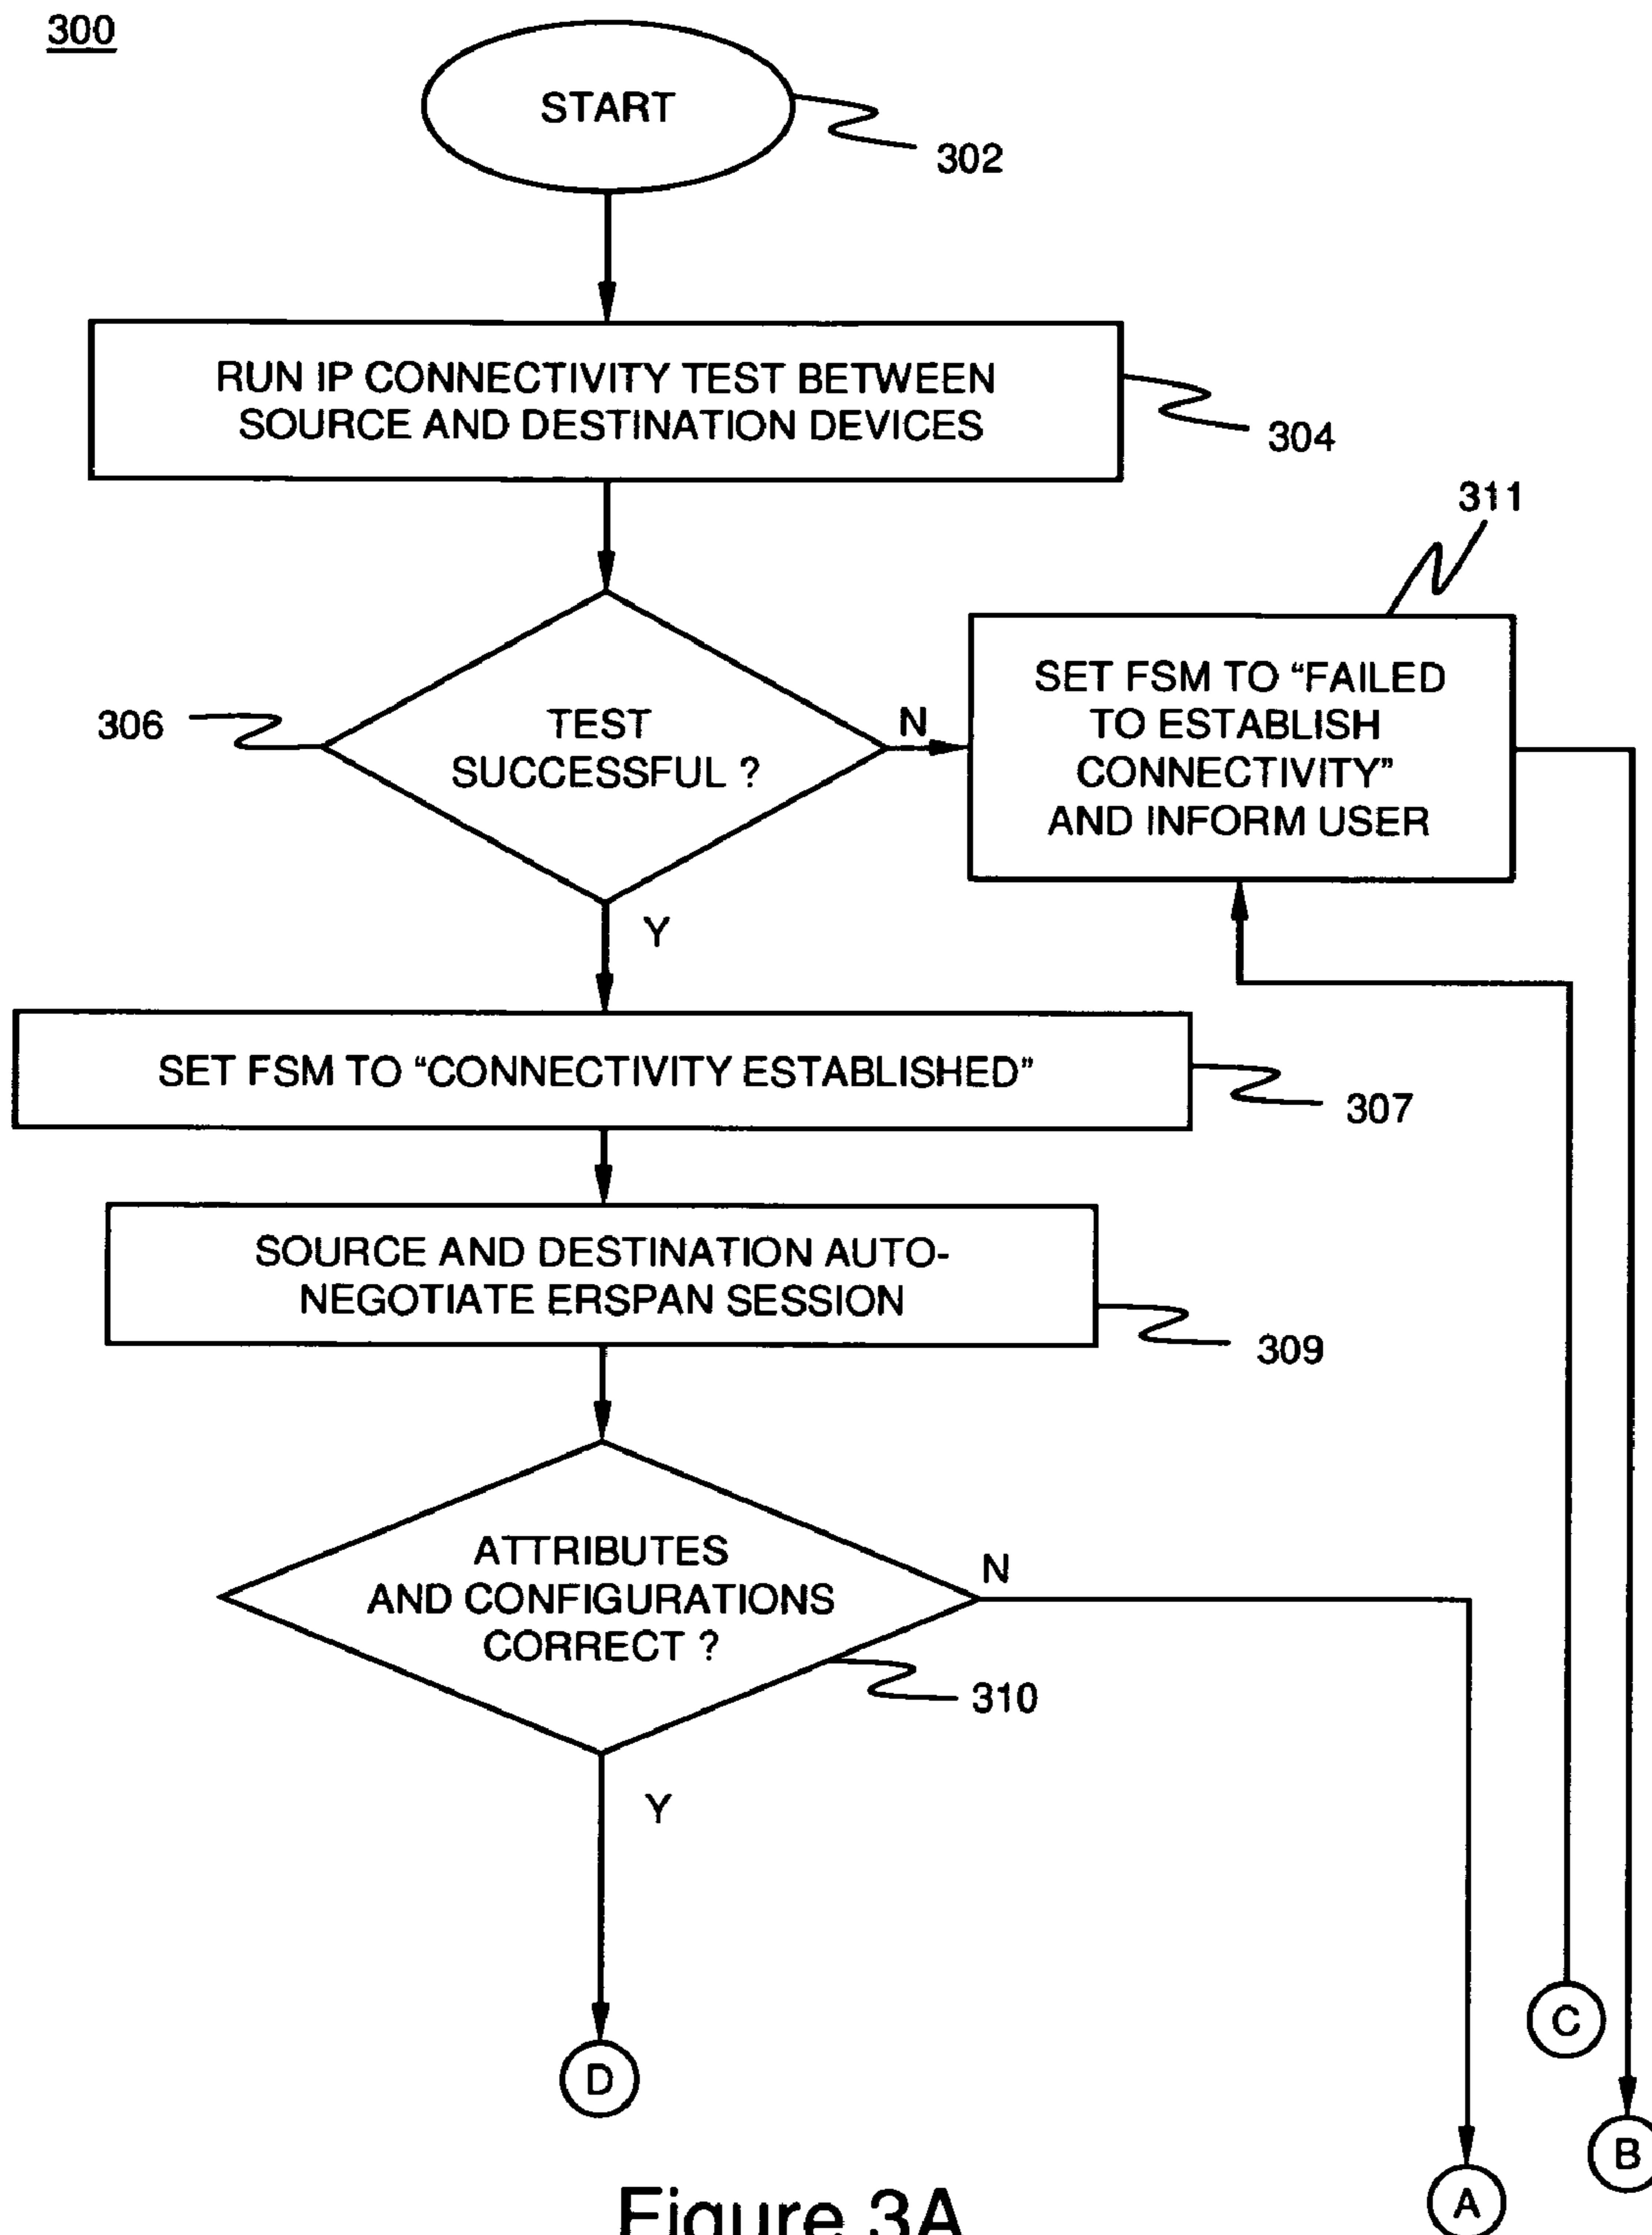 300
START
302
RUN IP CONNECTIVITY TEST BETWEEN
SOURCE AND DESTINATION DEVICES
304
311
306
TEST
SUCCESSFUL ?
N
SET FSM TO “FAILED
TO ESTABLISH
CONNECTIVITY”
AND INFORM USER
Y
SET FSM TO “CONNECTIVITY ESTABLISHED”
307
SOURCE AND DESTINATION AUTO-
NEGOTIATE ERSPAN SESSION
309
ATTRIBUTES
AND CONFIGURATIONS
CORRECT ?
N
310
Y
C
D
B
A
Figure 3A